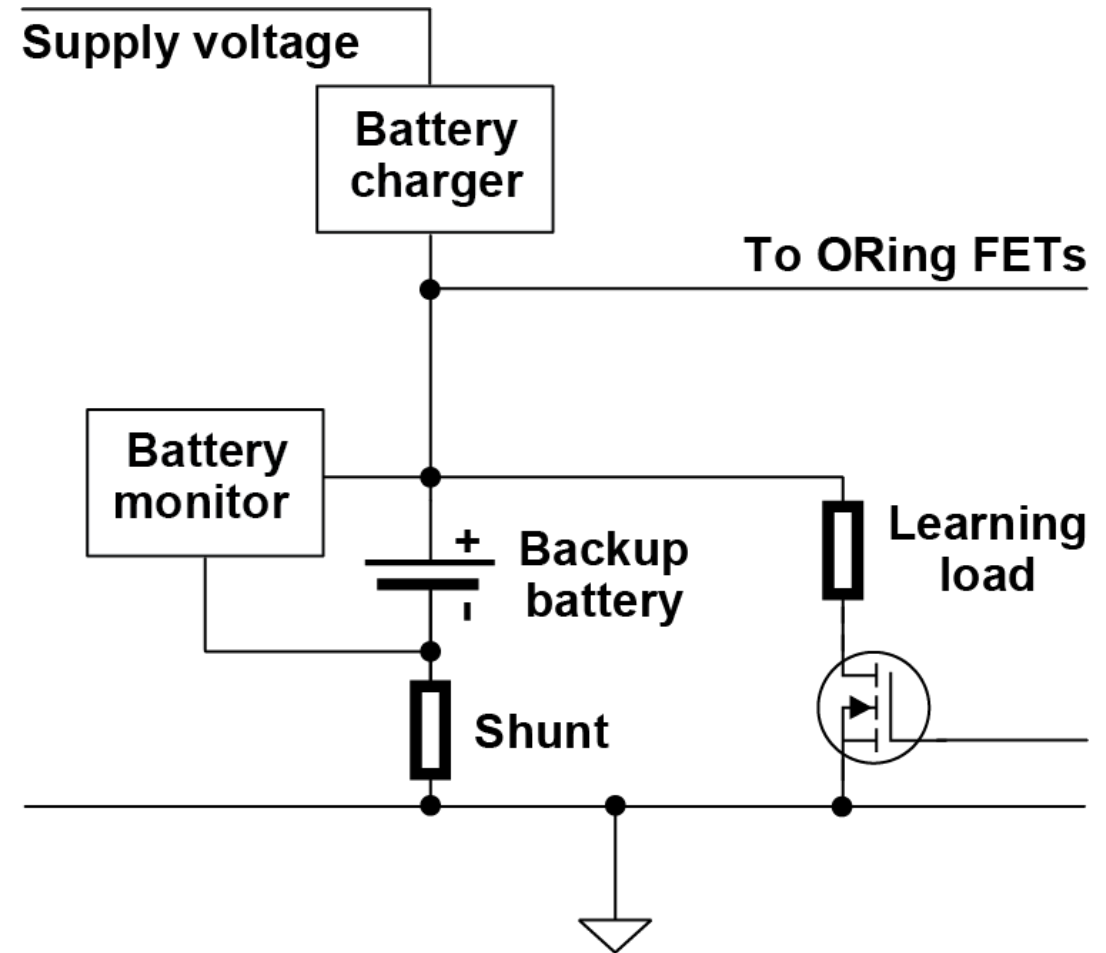 Supply voltage
Battery
charger
To ORing FETs
Battery
monitor
+
Backup
battery
-
Learning
load
Shunt